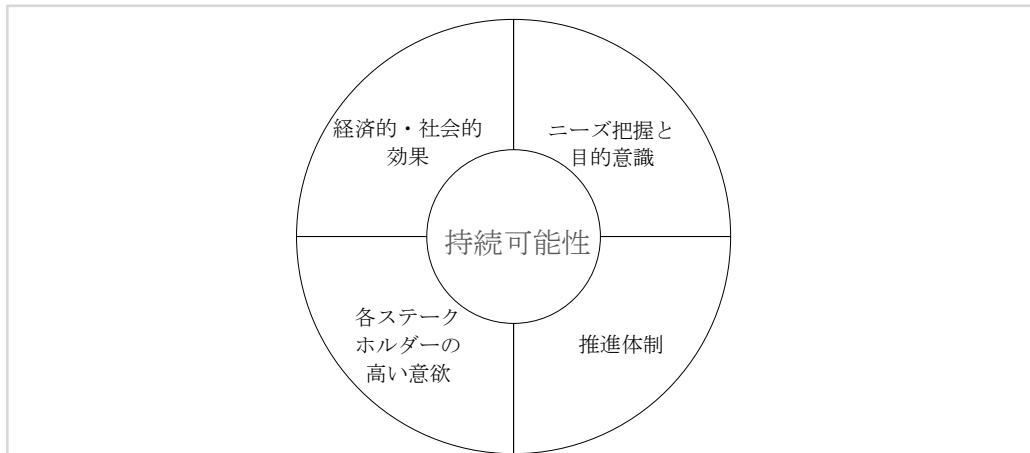 経済的・社会的
効果
ニーズ把握と
目的意識
持続可能性
各ステーク
ホルダーの
高い意欲
推進体制